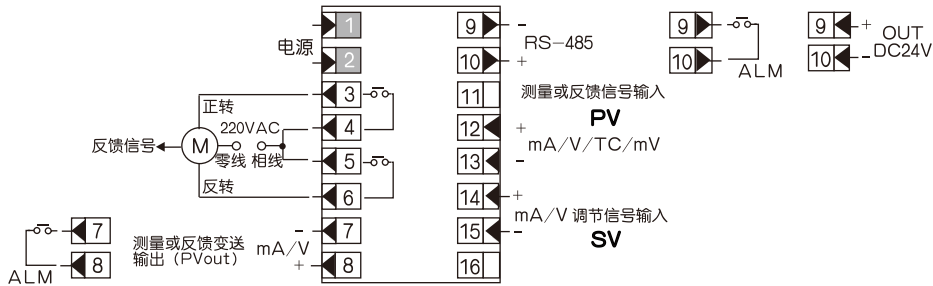 电源
1
2
正转
3
220VAC
4
反馈信号
M
零线 相线
5
反转
6
7
测量或反馈变送
输出（PVout）
mA/V
-
+
7
8
8
ALM
9
-
RS-485
10
+
11
测量或反馈信号输入
PV
12
+
mA/V/TC/mV
13
-
14
+
mA/V 调节信号输入
15
-
SV
16
9
10
ALM
9
+
OUT
DC24V
10
-